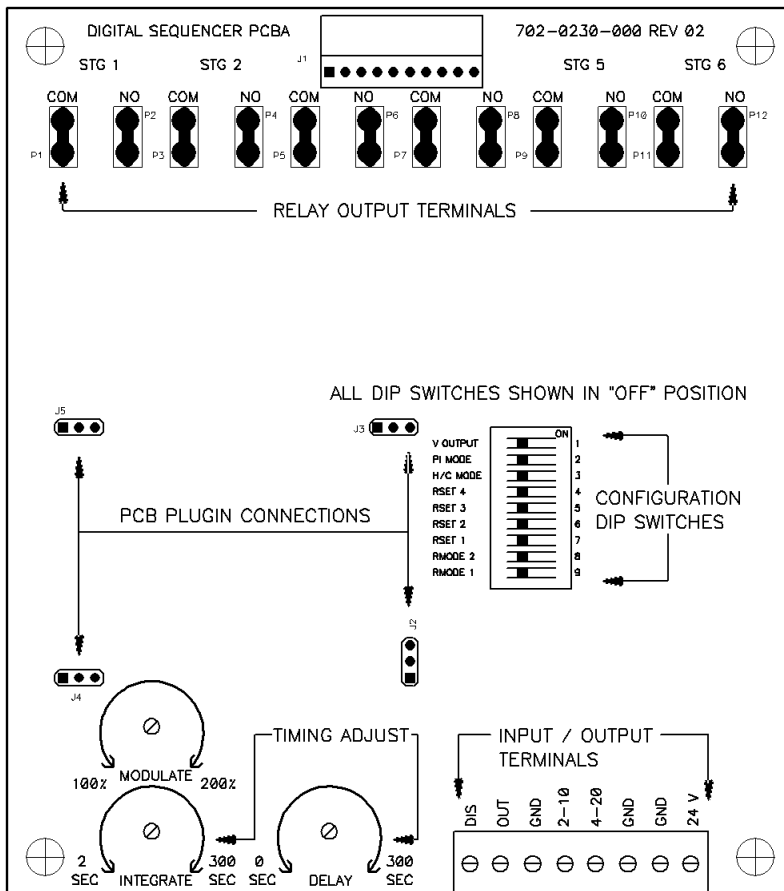 DIGITAL SEQUENCER PCBA
702-0230-000 REV 02
J1
STG 1
STG 2
STG 5
STG 6
COM NO COM NO COM NO COM NO COM NO COM NO
P2 P4 P6 P8 P10 P12
P1 P3 P5 P7 P9 P11
RELAY OUTPUT TERMINALS
ALL DIP SWITCHES SHOWN IN "OFF" POSITION
J5
J3
ON
V OUTPUT 1
PI MODE 2
H/C MODE 3
RSET 4 4
RSET 3 5
RSET 2 6
RSET 1 7
RMODE 2 8
RMODE 1 9
CONFIGURATION
DIP SWITCHES
PCB PLUGIN CONNECTIONS
J2
J4
TIMING ADJUST
INPUT / OUTPUT
TERMINALS
100% MODULATE 200%
DIS OUT GND 2-10 4-20 GND GND 24 V
2 SEC INTEGRATE 300 SEC
0 SEC DELAY 300 SEC